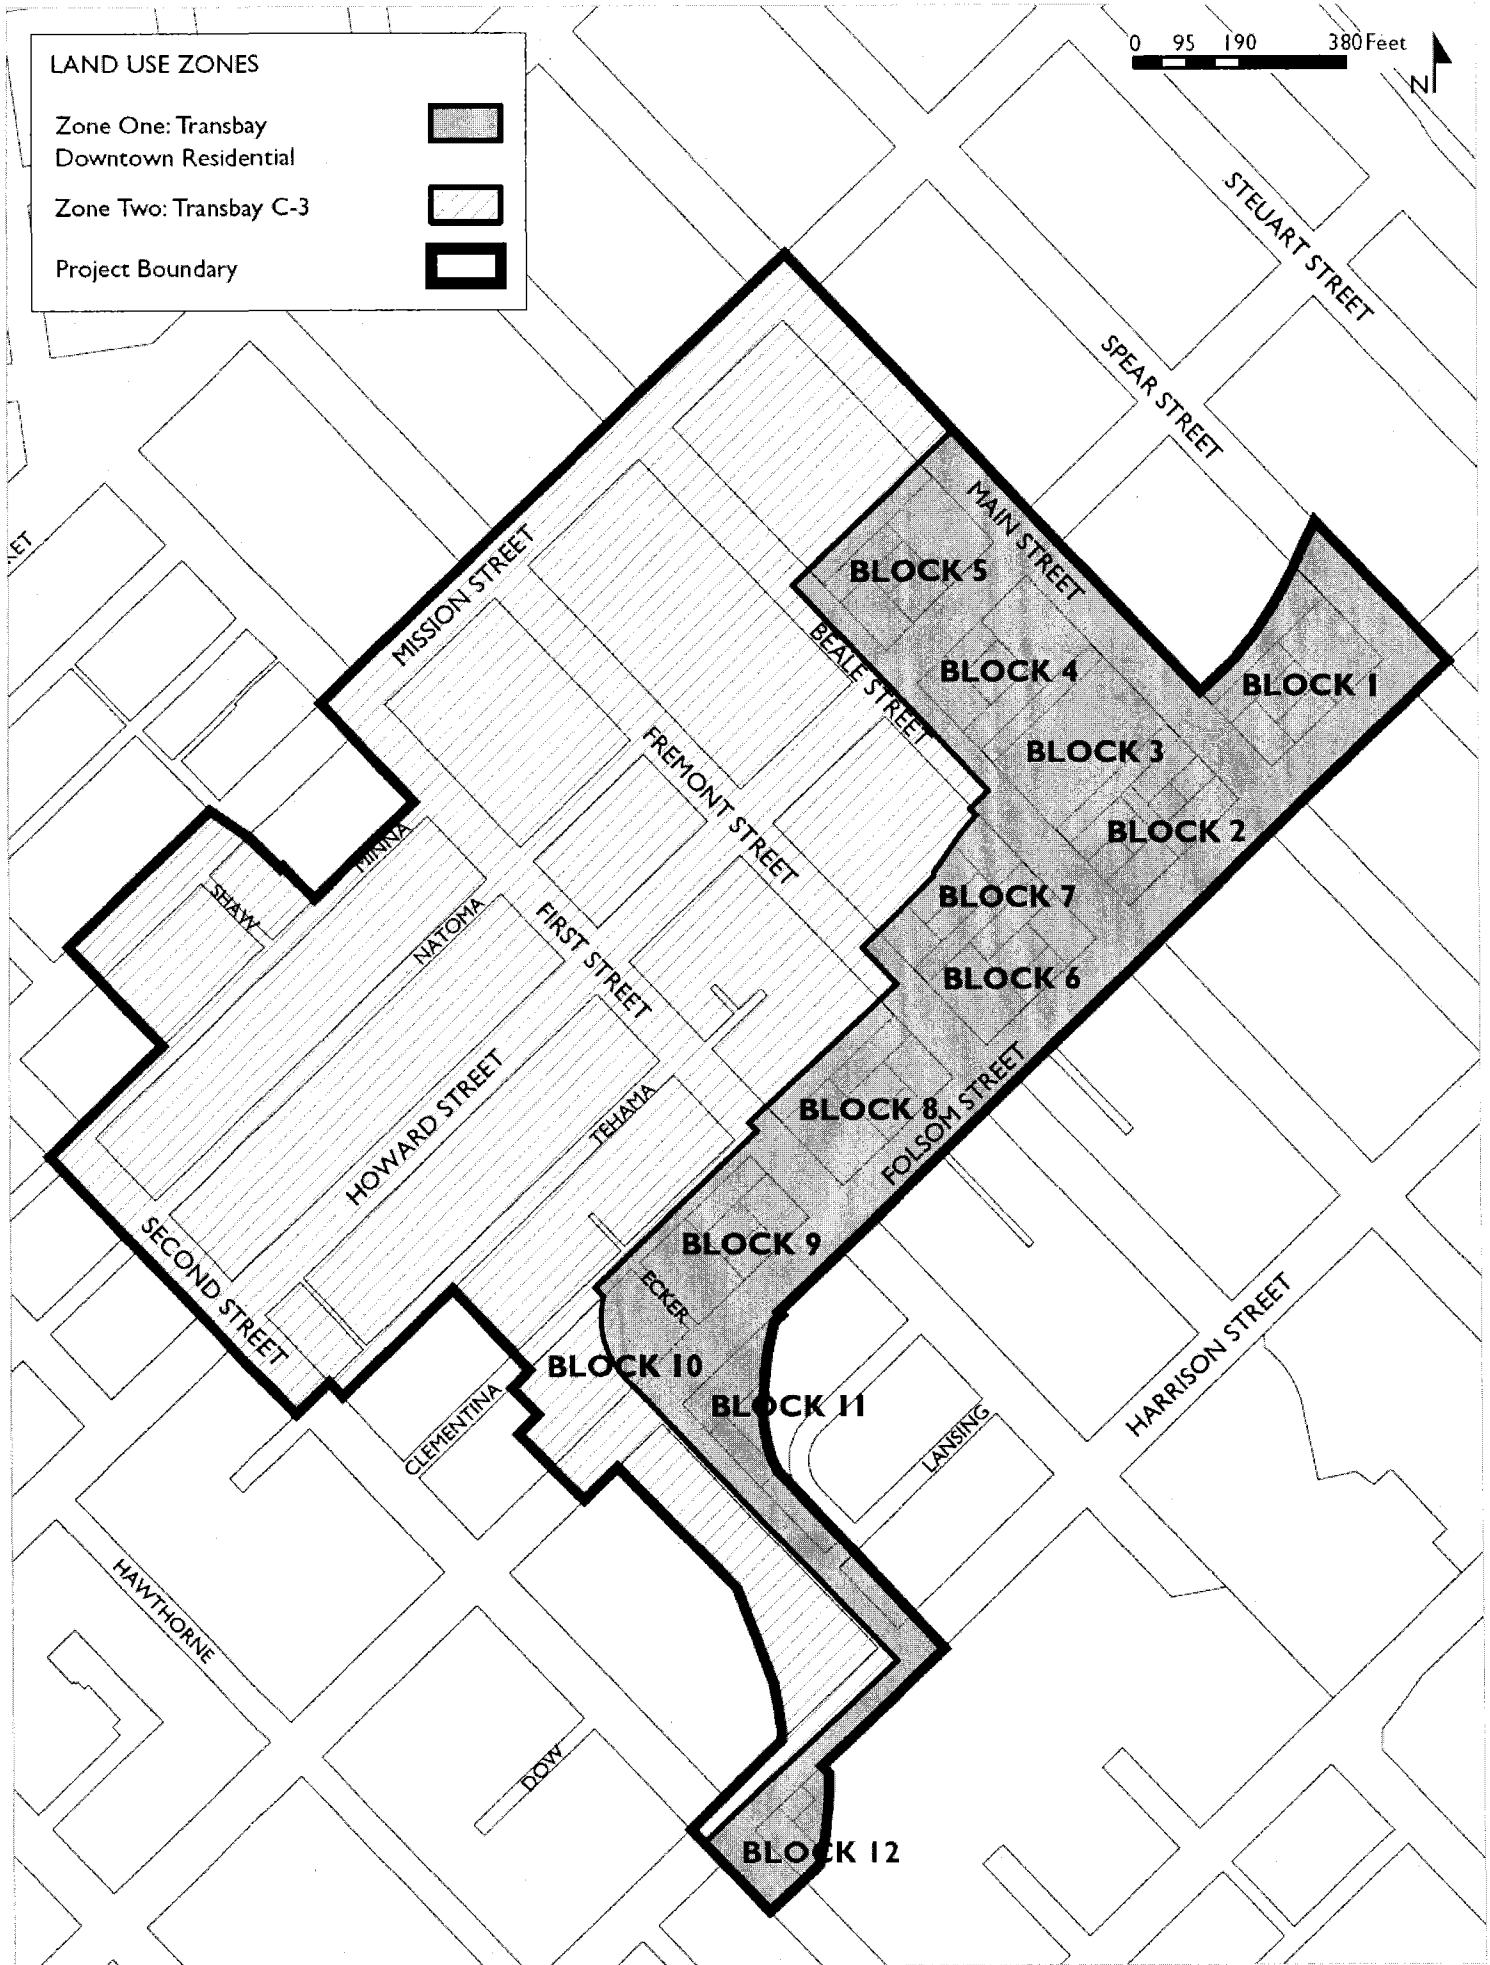 LAND USE ZONES
Zone One: Transbay
Downtown Residential
Zone Two: Transbay C-3
Project Boundary
0 95 190 380 Feet
N
STEUART STREET
SPEAR STREET
MAIN STREET
MISSION STREET
BLOCK 5
BEALE STREET
BLOCK 4
BLOCK 1
BLOCK 3
FREMONT STREET
BLOCK 2
MINNA
SHAW
NATOMA
FIRST STREET
BLOCK 7
BLOCK 6
HOWARD STREET
TEHAMA
BLOCK 8
FOLSOM STREET
SECOND STREET
BLOCK 9
ECKER
BLOCK 10
BLOCK 11
CLEMENTINA
LANSING
HARRISON STREET
HAWTHORNE
DOW
BLOCK 12